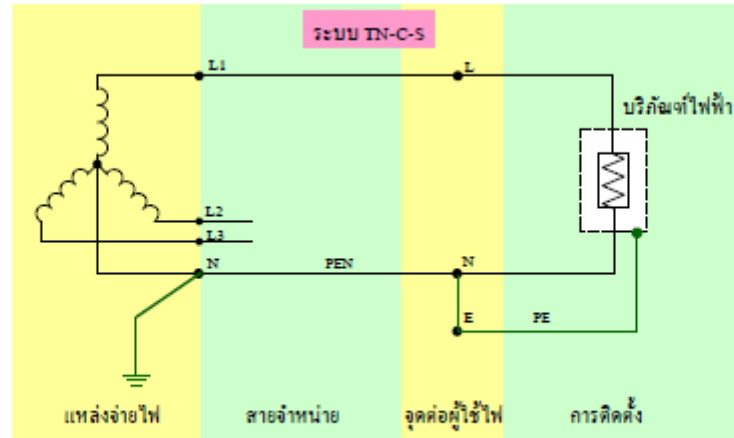 ระบบ TN-C-S
L1
L
บริภัณฑ์ไฟฟ้า
L2
L3
N
PEN
N
E
PE
แหล่งจ่ายไฟ
สายจำหน่าย
จุดต่อผู้ใช้ไฟ
การติดตั้ง